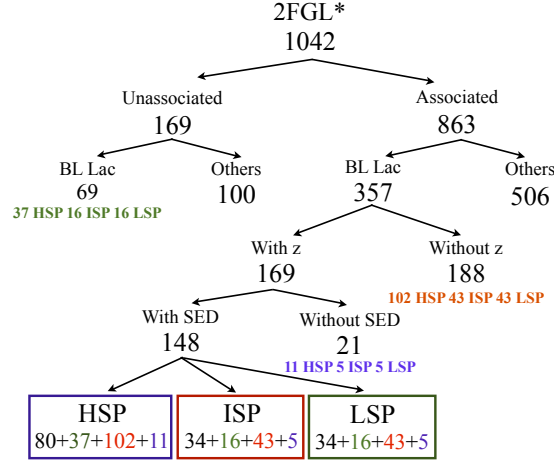 2FGL*
1042
Unassociated
169
Associated
863
BL Lac
69
37 HSP 16 ISP 16 LSP
Others
100
BL Lac
357
Others
506
With z
169
Without z
188
102 HSP 43 ISP 43 LSP
With SED
148
Without SED
21
11 HSP 5 ISP 5 LSP
HSP
80+37+102+11
ISP
34+16+43+5
LSP
34+16+43+5